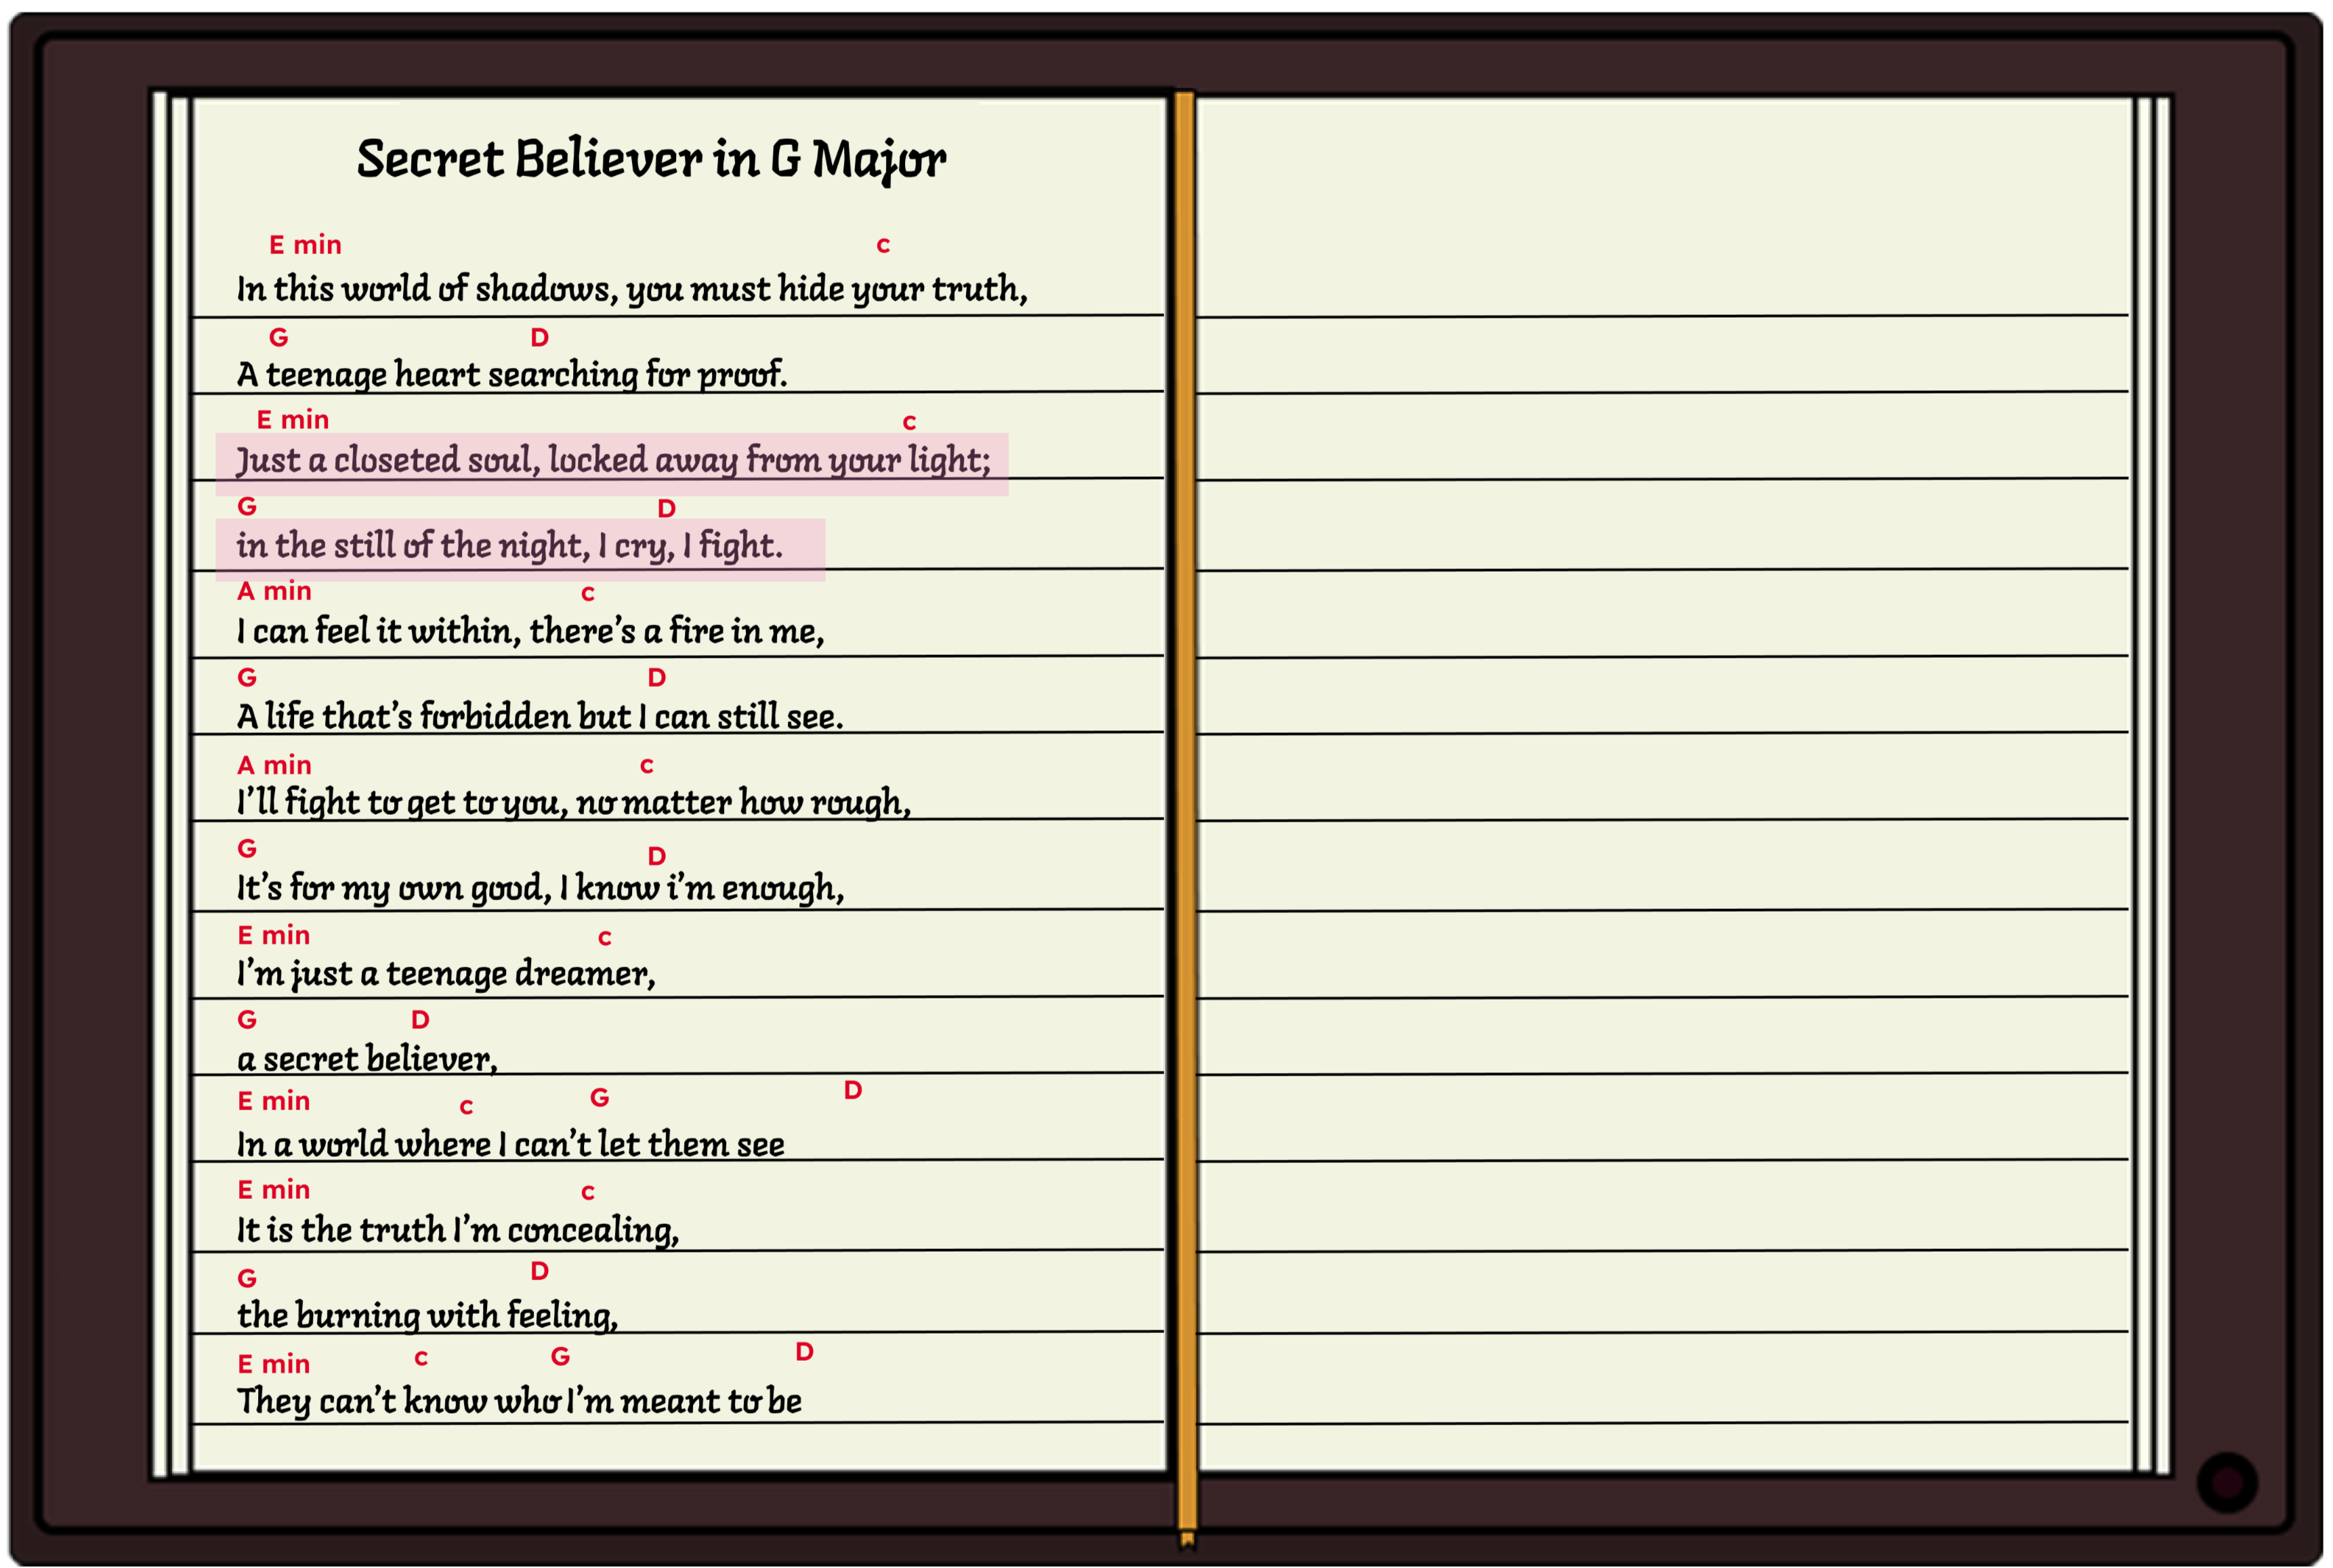 Secret Believer in G Major
E min c
In this world of shadows, you must hide your truth,
G D
A teenage heart searching for proof.
E min c
Just a closeted soul, locked away from your light;
G D
in the still of the night, I cry, I fight.
A min c
I can feel it within, there's a fire in me,
G D
A life that's forbidden but I can still see.
A min c
I'll fight to get to you, no matter how rough,
G D
It's for my own good, I know i'm enough,
E min c
I'm just a teenage dreamer,
G D
a secret believer,
E min c G D
In a world where I can't let them see
E min c
It is the truth I'm concealing,
G D
the burning with feeling,
E min c G D
They can't know who I'm meant to be